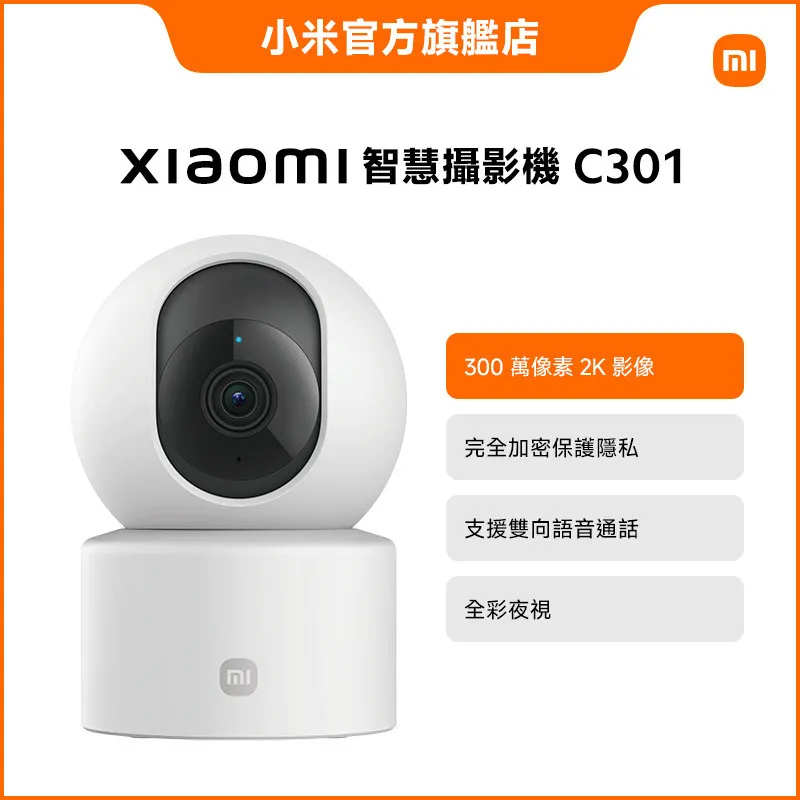 小米官方旗艦店
mi
xiaomi 智慧攝影機 C301
300 萬像素 2K 影像
完全加密保護隱私
支援雙向語音通話
全彩夜視
mi